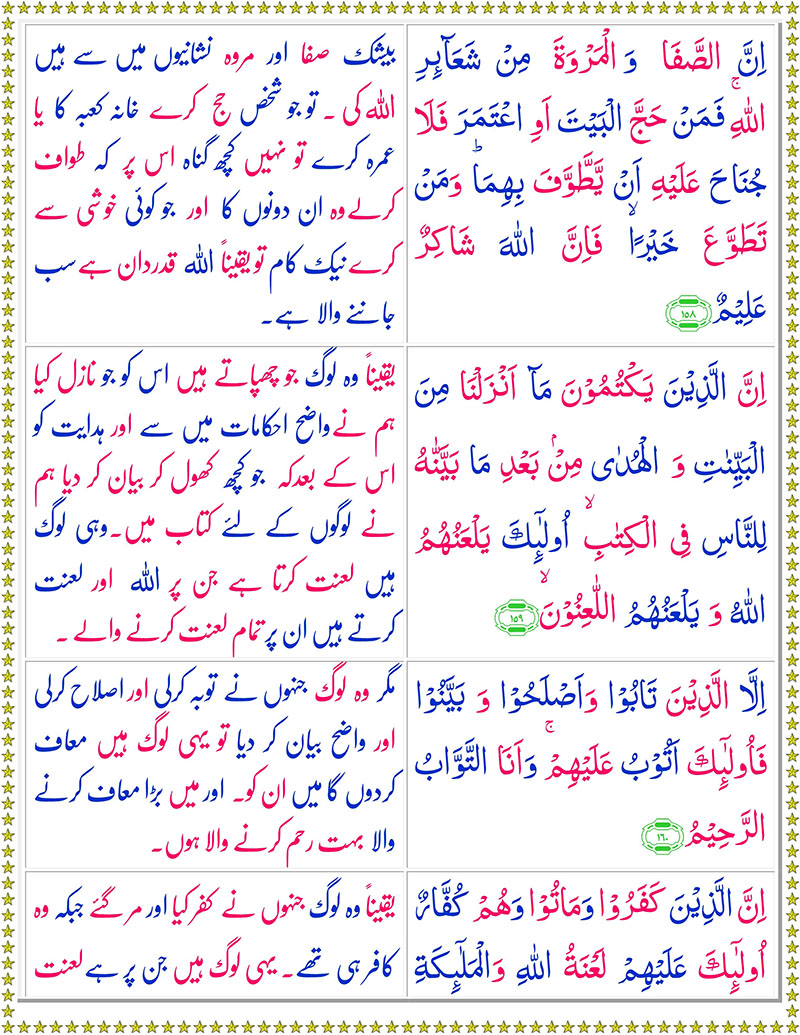 اِنَّ الصَّفَا وَ الْمَرْوَةَ مِنْ شَعَآئِرِ
اللّٰهِ ۚ فَمَنْ حَجَّ الْبَيْتَ اَوِ اعْتَمَرَ فَلَا
جُنَاحَ عَلَيْهِ اَنْ يَّطَّوَّفَ بِهِمَا ؕ وَمَنْ
تَطَوَّعَ خَيْرًا ۙ فَاِنَّ اللّٰهَ شَاكِرٌ
عَلِيْمٌ ۱۵۸
بیشک صفا اور مروہ نشانیوں میں سے ہیں
اللہ کی ۔ تو جو شخص حج کرے خانہ کعبہ کا یا
عمرہ کرے تو نہیں کچھ گناہ اس پر کہ طواف
کرلے وہ ان دونوں کا اور جو کوئی خوشی سے
کرے نیک کام تو یقیناً اللہ قدردان ہے سب
جاننے والا ہے۔
اِنَّ الَّذِيْنَ يَكْتُمُوْنَ مَآ اَنْزَلْنَا مِنَ
الْبَيِّنٰتِ وَ الْهُدٰى مِنْۢ بَعْدِ مَا بَيَّنّٰهُ
لِلنَّاسِ فِى الْكِتٰبِ ۙ اُولٰٓئِكَ يَلْعَنُهُمُ
اللّٰهُ وَ يَلْعَنُهُمُ اللّٰعِنُوْنَ ۙ ۱۵۹
یقیناً وہ لوگ جو چھپاتے ہیں اس کو جو نازل کیا
ہم نے واضح احکامات میں سے اور ہدایت کو
اس کے بعدکہ جو کچھ کھول کر بیان کر دیا ہم
نے لوگوں کے لئے کتاب میں۔وہی لوگ
ہیں لعنت کرتا ہے جن پر اللہ اور لعنت
کرتے ہیں ان پر تمام لعنت کرنے والے ۔
اِلَّا الَّذِيْنَ تَابُوْا وَاَصْلَحُوْا وَ بَيَّنُوْا
فَاُولٰٓئِكَ اَتُوْبُ عَلَيْهِمْ ۚ وَاَنَا التَّوَّابُ
الرَّحِيْمُ ۱۶۰
مگر وہ لوگ جنہوں نے توبہ کرلی اور اصلاح کرلی
اور واضح بیان کر دیا تو یہی لوگ ہیں معاف
کردوں گا میں ان کو۔ اور میں بڑا معاف کرنے
والا بہت رحم کرنے والا ہوں۔
اِنَّ الَّذِيْنَ كَفَرُوْا وَمَاتُوْا وَهُمْ كُفَّارٌ
اُولٰٓئِكَ عَلَيْهِمْ لَعْنَةُ اللّٰهِ وَالْمَلٰٓئِكَةِ
یقیناً وہ لوگ جنہوں نے کفر کیا اور مر گئے جبکہ وہ
کافر ہی تھے۔ یہی لوگ ہیں جن پر ہے لعنت